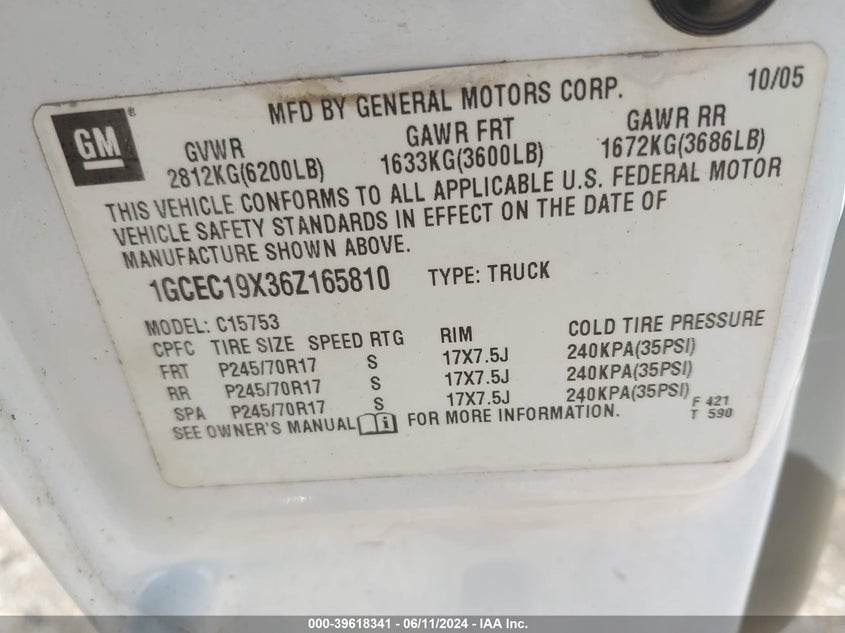 MFD BY GENERAL MOTORS CORP. 10/05
GM
GVWR GAWR FRT GAWR RR
2812KG(6200LB) 1633KG(3600LB) 1672KG(3686LB)
THIS VEHICLE CONFORMS TO ALL APPLICABLE U.S. FEDERAL MOTOR
VEHICLE SAFETY STANDARDS IN EFFECT ON THE DATE OF
MANUFACTURE SHOWN ABOVE.
1GCEC19X36Z165810 TYPE: TRUCK
MODEL: C15753
CPFC TIRE SIZE SPEED RTG RIM COLD TIRE PRESSURE
FRT P245/70R17 S 17X7.5J 240KPA(35PSI)
RR P245/70R17 S 17X7.5J 240KPA(35PSI)
SPA P245/70R17 S 17X7.5J 240KPA(35PSI)
SEE OWNER'S MANUAL FOR MORE INFORMATION.
F 421
T 590
000-39618341 - 06/11/2024 - IAA Inc.